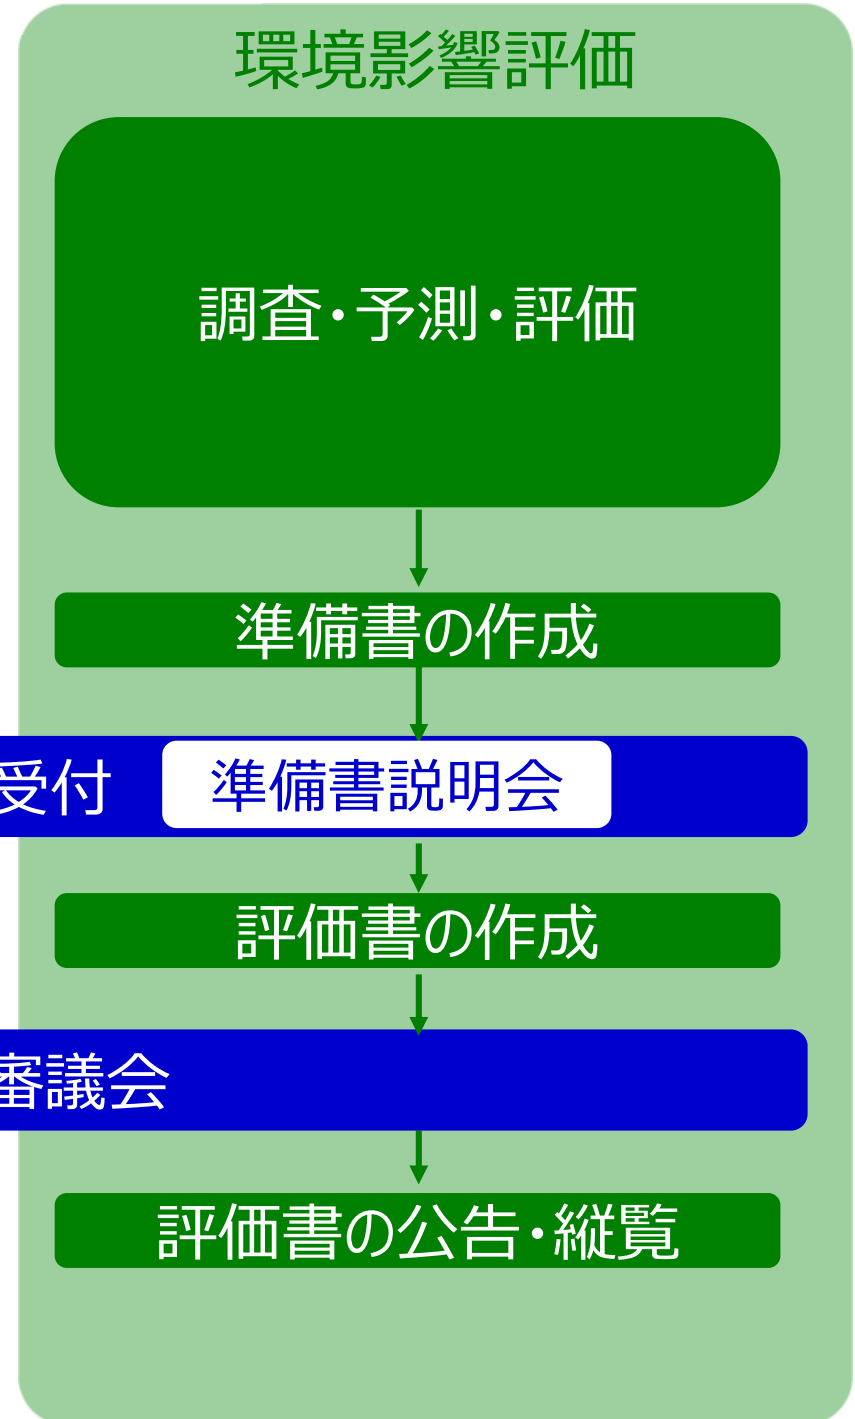 環境影響評価
調査・予測・評価
準備書の作成
受付 準備書説明会
評価書の作成
審議会
評価書の公告・縦覧